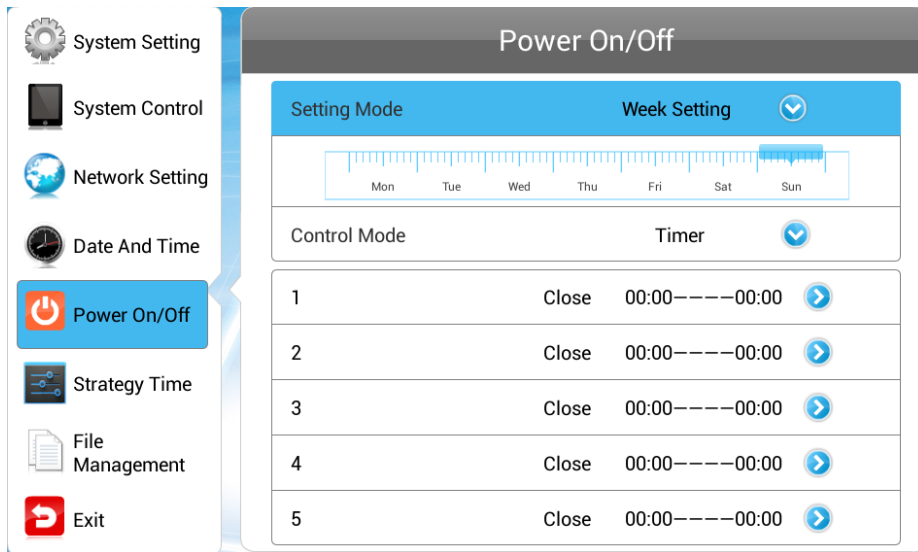 System Setting
System Control
Network Setting
Date And Time
Power On/Off
Strategy Time
File
Management
Exit
Power On/Off
Setting Mode Week Setting
Mon Tue Wed Thu Fri Sat Sun
Control Mode Timer
1 Close 00:00−−−−00:00
2 Close 00:00−−−−00:00
3 Close 00:00−−−−00:00
4 Close 00:00−−−−00:00
5 Close 00:00−−−−00:00